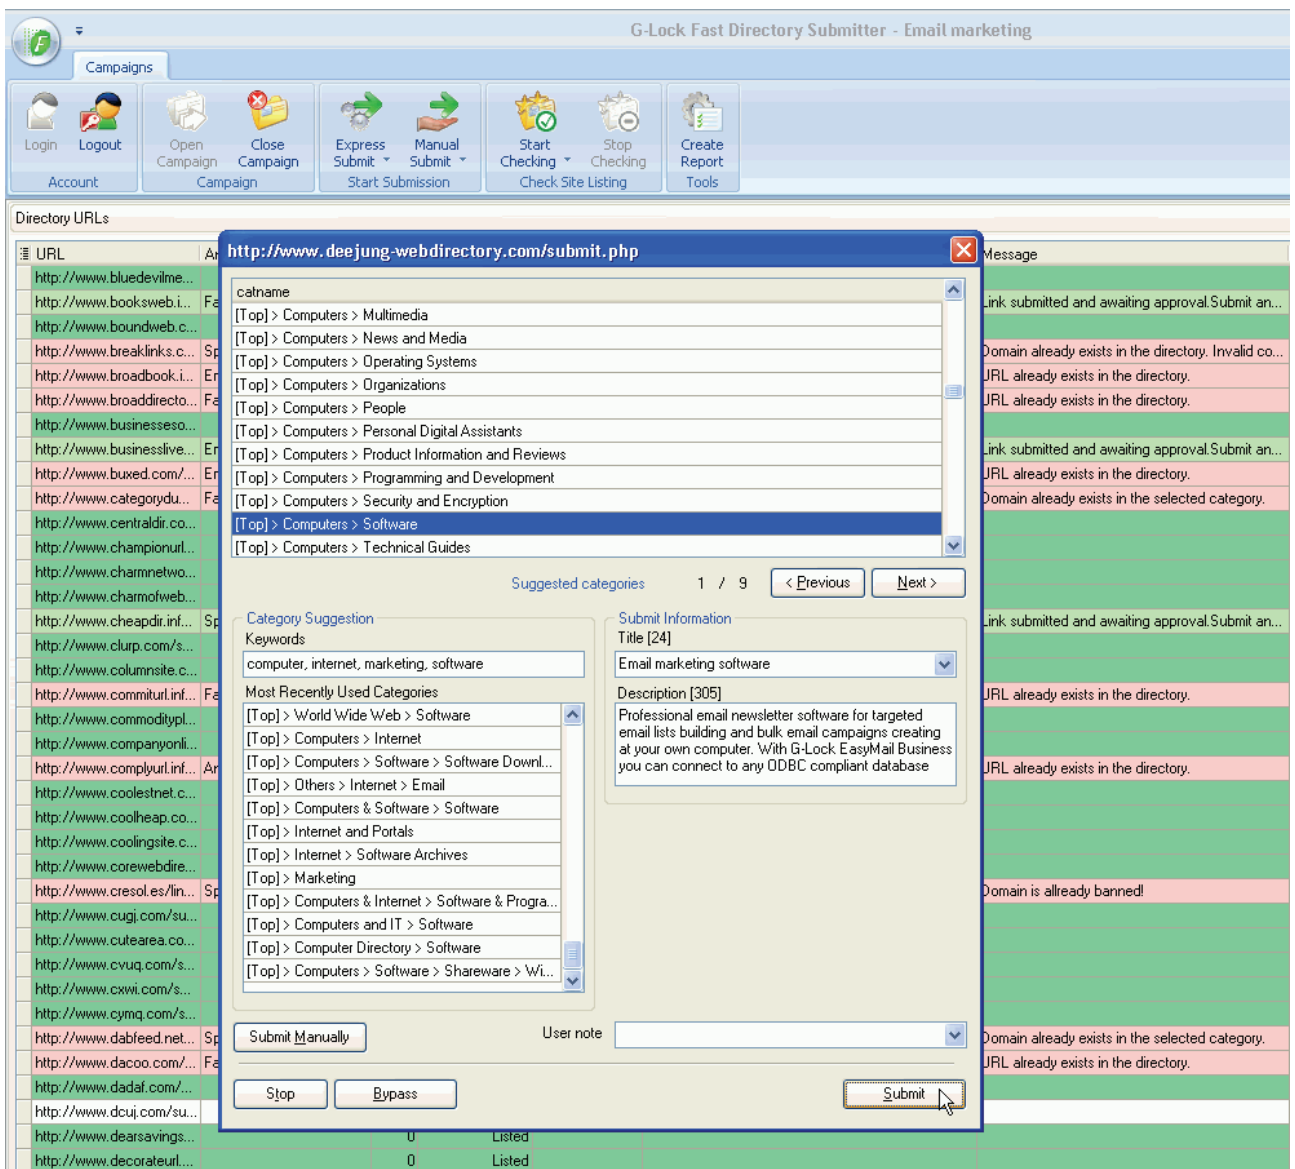 G-Lock Fast Directory Submitter - Email marketing
Campaigns
Login
Logout
Open Campaign
Close Campaign
Express Submit
Manual Submit
Start Checking
Stop Checking
Create Report
Account
Campaign
Start Submission
Check Site Listing
Tools
Directory URLs
URL
Message
http://www.bluedevilme...
http://www.booksweb.i... Fa Link submitted and awaiting approval.Submit an...
http://www.boundweb.c...
http://www.breaklinks.c... Sp Domain already exists in the directory. Invalid co...
http://www.broadbook.i... En URL already exists in the directory.
http://www.broaddirecto... Fa URL already exists in the directory.
http://www.businesseso...
http://www.businesslive... En Link submitted and awaiting approval.Submit an...
http://www.buxed.com/... En URL already exists in the directory.
http://www.categorydu... Fa Domain already exists in the selected category.
http://www.centraldir.co...
http://www.championurl...
http://www.charmnetwo...
http://www.charmofweb...
http://www.cheapdir.inf... Sp Link submitted and awaiting approval.Submit an...
http://www.clurp.com/s...
http://www.columnsite.c...
http://www.commiturl.inf... Fa URL already exists in the directory.
http://www.commoditypl...
http://www.companyonli...
http://www.complyurl.inf... An URL already exists in the directory.
http://www.coolestnet.c...
http://www.coolheap.co...
http://www.coolingsite.c...
http://www.corewebdire...
http://www.cresol.es/lin... Sp Domain is allready banned!
http://www.cugj.com/su...
http://www.cutearea.co...
http://www.cvuq.com/s...
http://www.cxwi.com/s...
http://www.cymq.com/s...
http://www.dabfeed.net... Sp Domain already exists in the selected category.
http://www.dacoo.com/... Fa URL already exists in the directory.
http://www.dadaf.com/...
http://www.dcuj.com/su...
http://www.dearsavings... 0 Listed
http://www.decorateurl.... 0 Listed
http://www.deejung-webdirectory.com/submit.php
catname
[Top] > Computers > Multimedia
[Top] > Computers > News and Media
[Top] > Computers > Operating Systems
[Top] > Computers > Organizations
[Top] > Computers > People
[Top] > Computers > Personal Digital Assistants
[Top] > Computers > Product Information and Reviews
[Top] > Computers > Programming and Development
[Top] > Computers > Security and Encryption
[Top] > Computers > Software
[Top] > Computers > Technical Guides
Suggested categories 1 / 9 < Previous Next >
Category Suggestion
Keywords
computer, internet, marketing, software
Most Recently Used Categories
[Top] > World Wide Web > Software
[Top] > Computers > Internet
[Top] > Computers > Software > Software Downl...
[Top] > Others > Internet > Email
[Top] > Computers & Software > Software
[Top] > Internet and Portals
[Top] > Internet > Software Archives
[Top] > Marketing
[Top] > Computers & Internet > Software & Progra...
[Top] > Computers and IT > Software
[Top] > Computer Directory > Software
[Top] > Computers > Software > Shareware > Wi...
Submit Information
Title [24]
Email marketing software
Description [305]
Professional email newsletter software for targeted
email lists building and bulk email campaigns creating
at your own computer. With G-Lock EasyMail Business
you can connect to any ODBC compliant database
Submit Manually
User note
Stop
Bypass
Submit